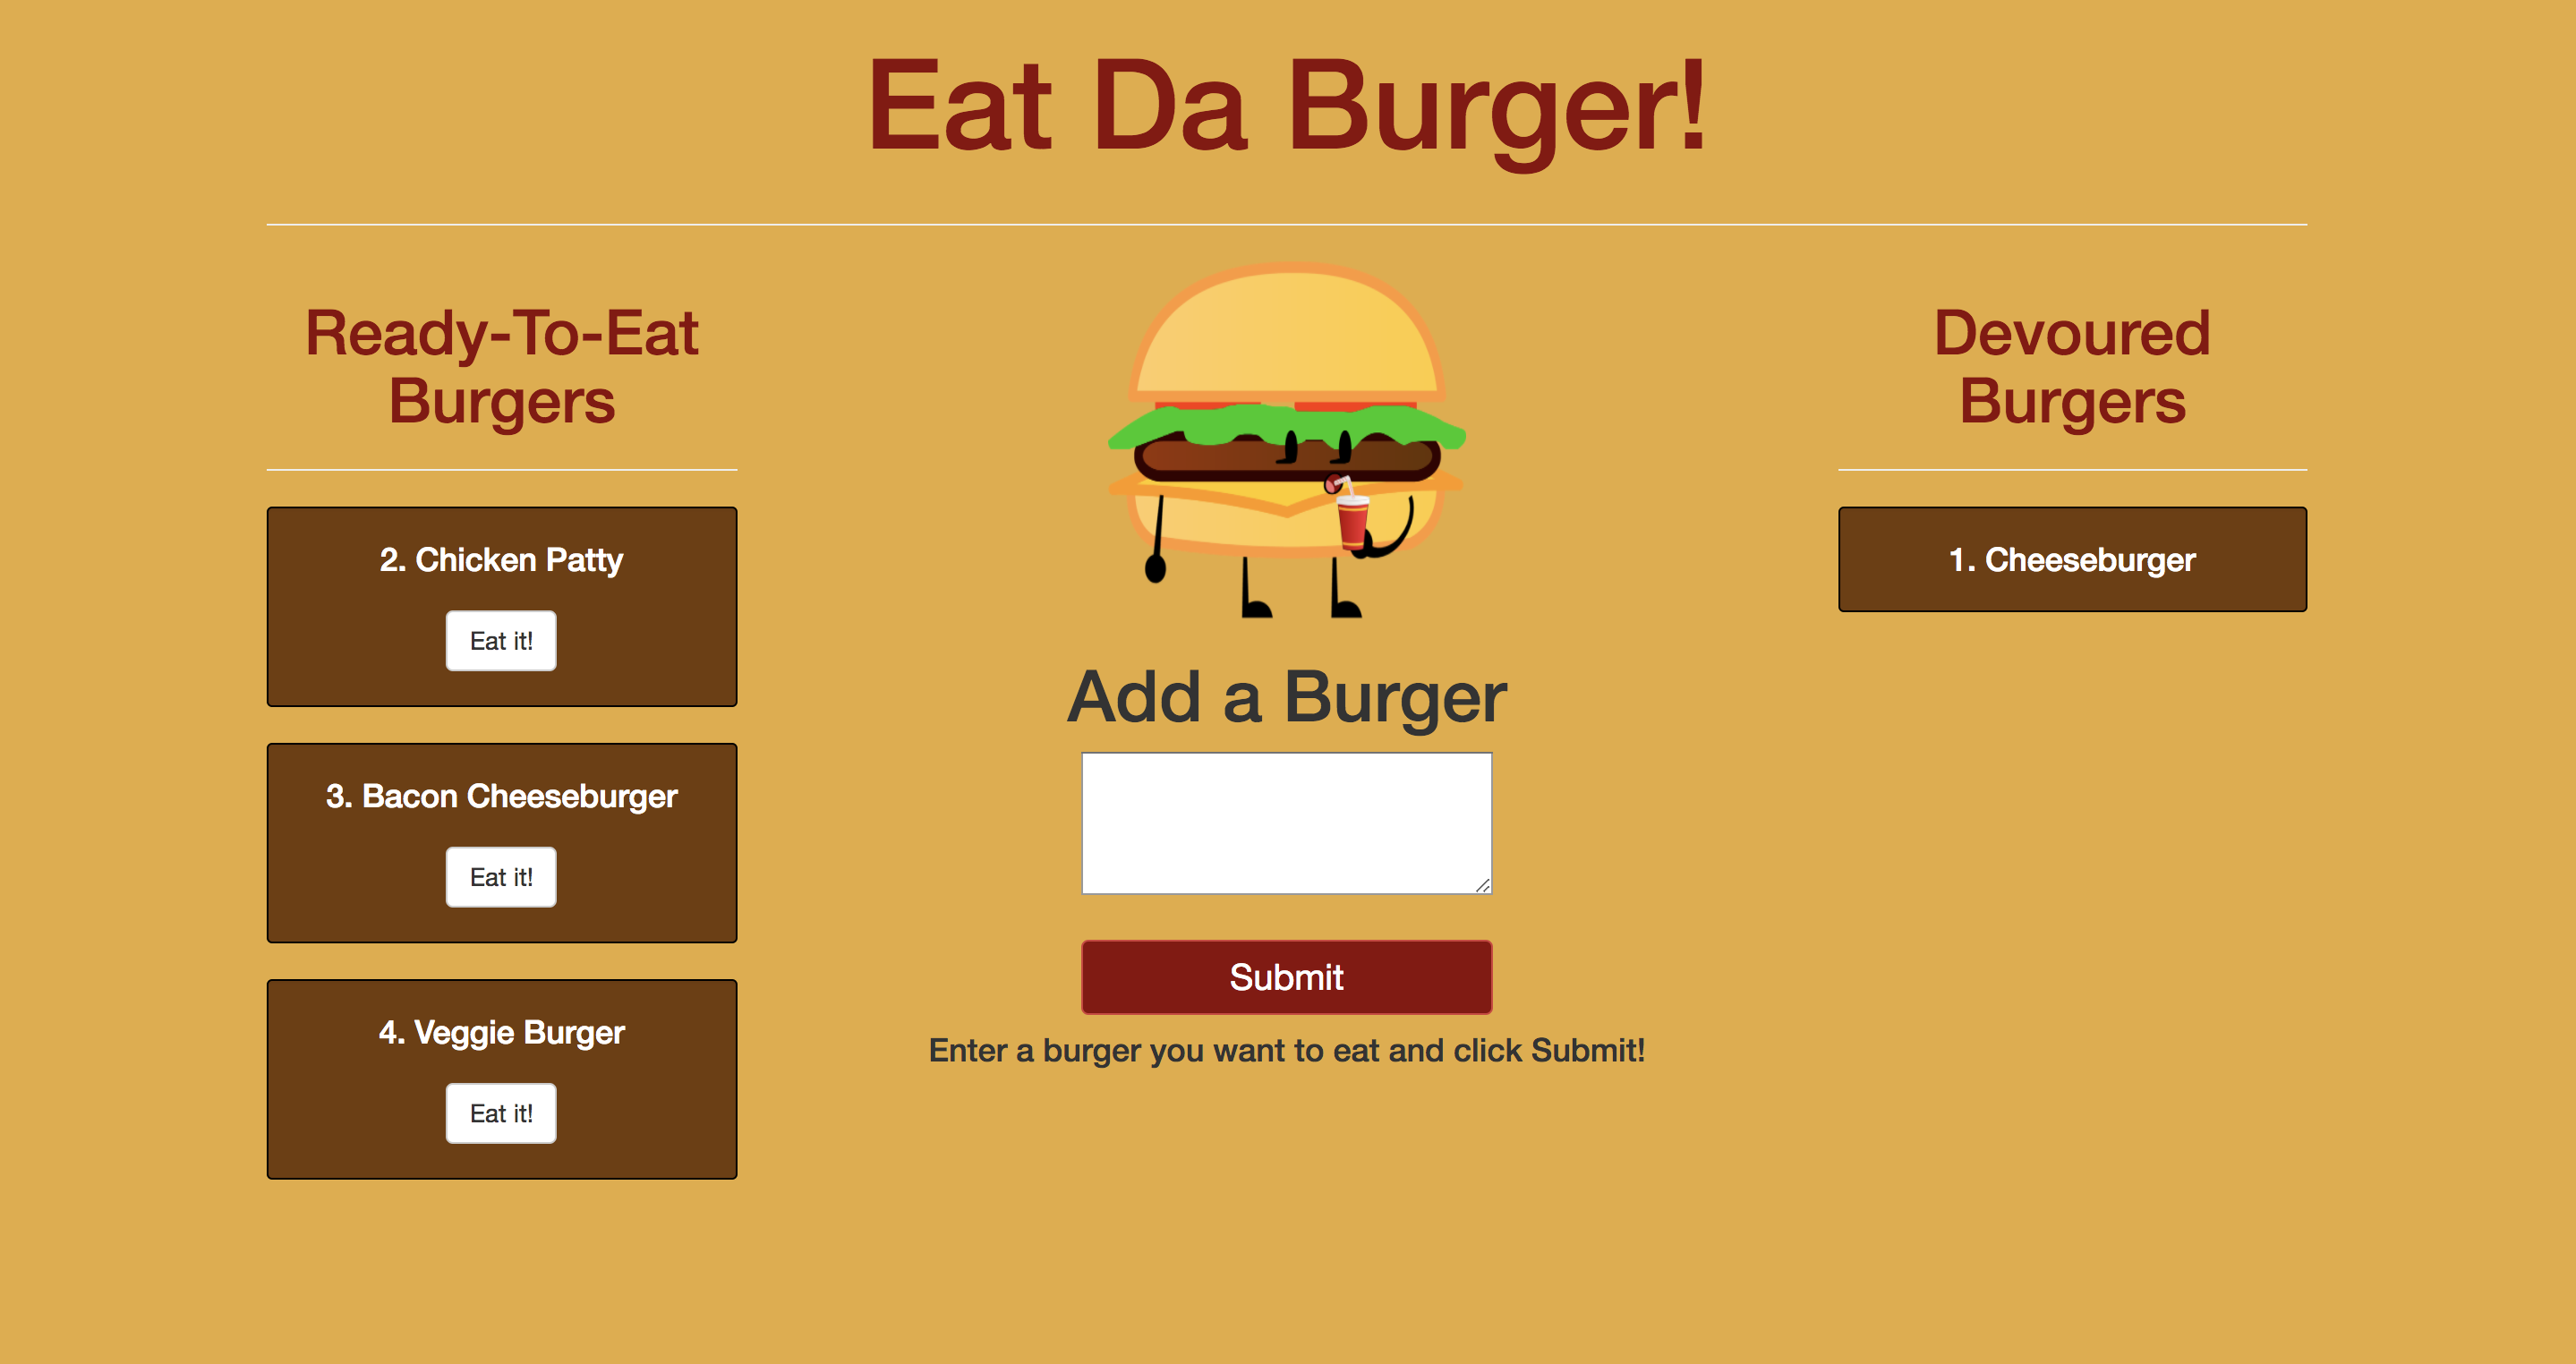 Eat Da Burger!
Ready-To-Eat
Burgers
2. Chicken Patty
Eat it!
3. Bacon Cheeseburger
Eat it!
4. Veggie Burger
Eat it!
Add a Burger
Submit
Enter a burger you want to eat and click Submit!
Devoured
Burgers
1. Cheeseburger